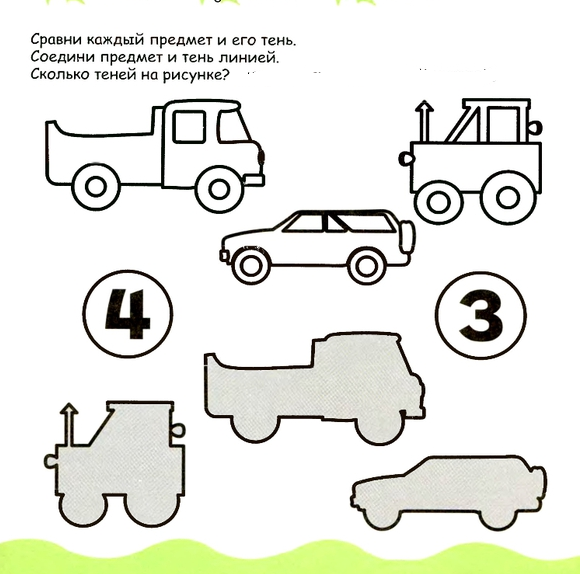 Сравни каждый предмет и его тень.
Соедини предмет и тень линией.
Сколько теней на рисунке?
4 3